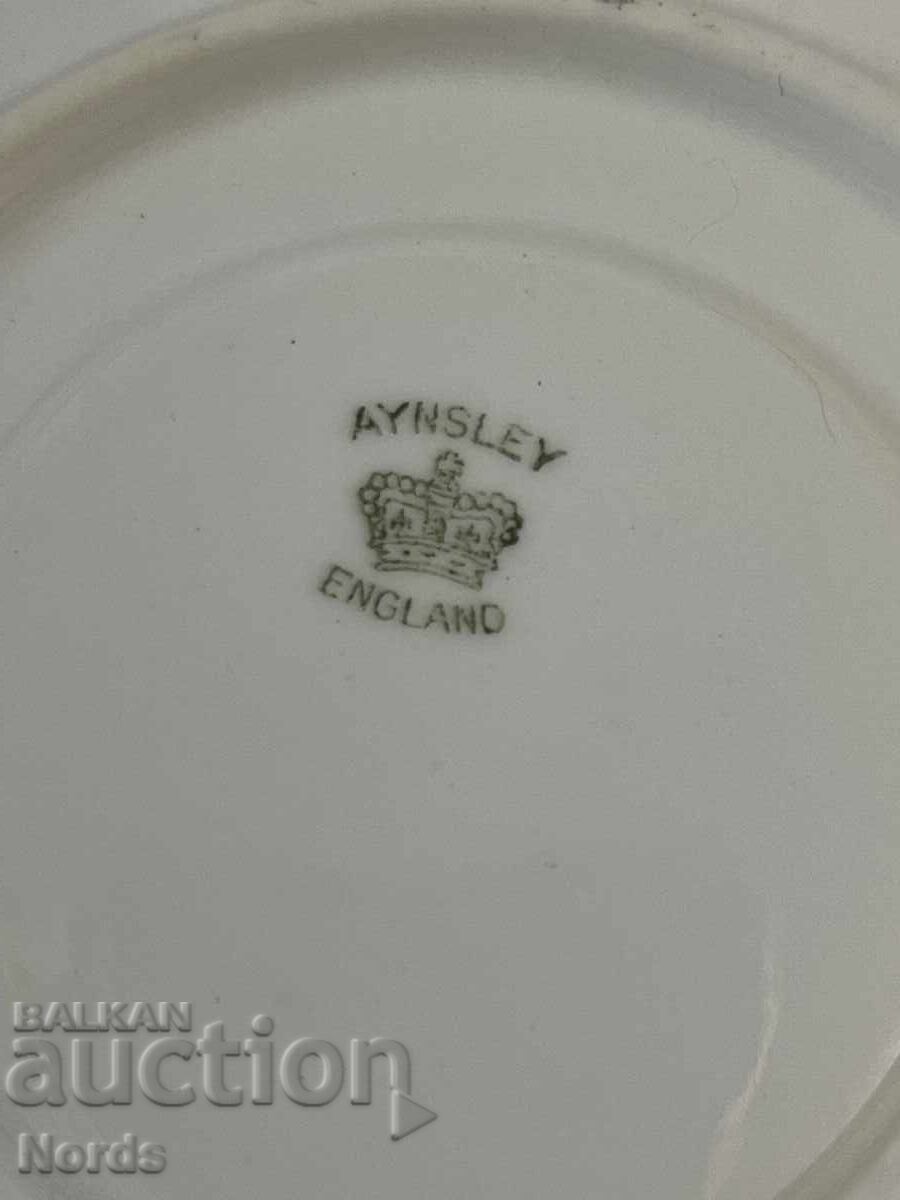 AYNSLEY
ENGLAND
BALKAN
auction
Nords